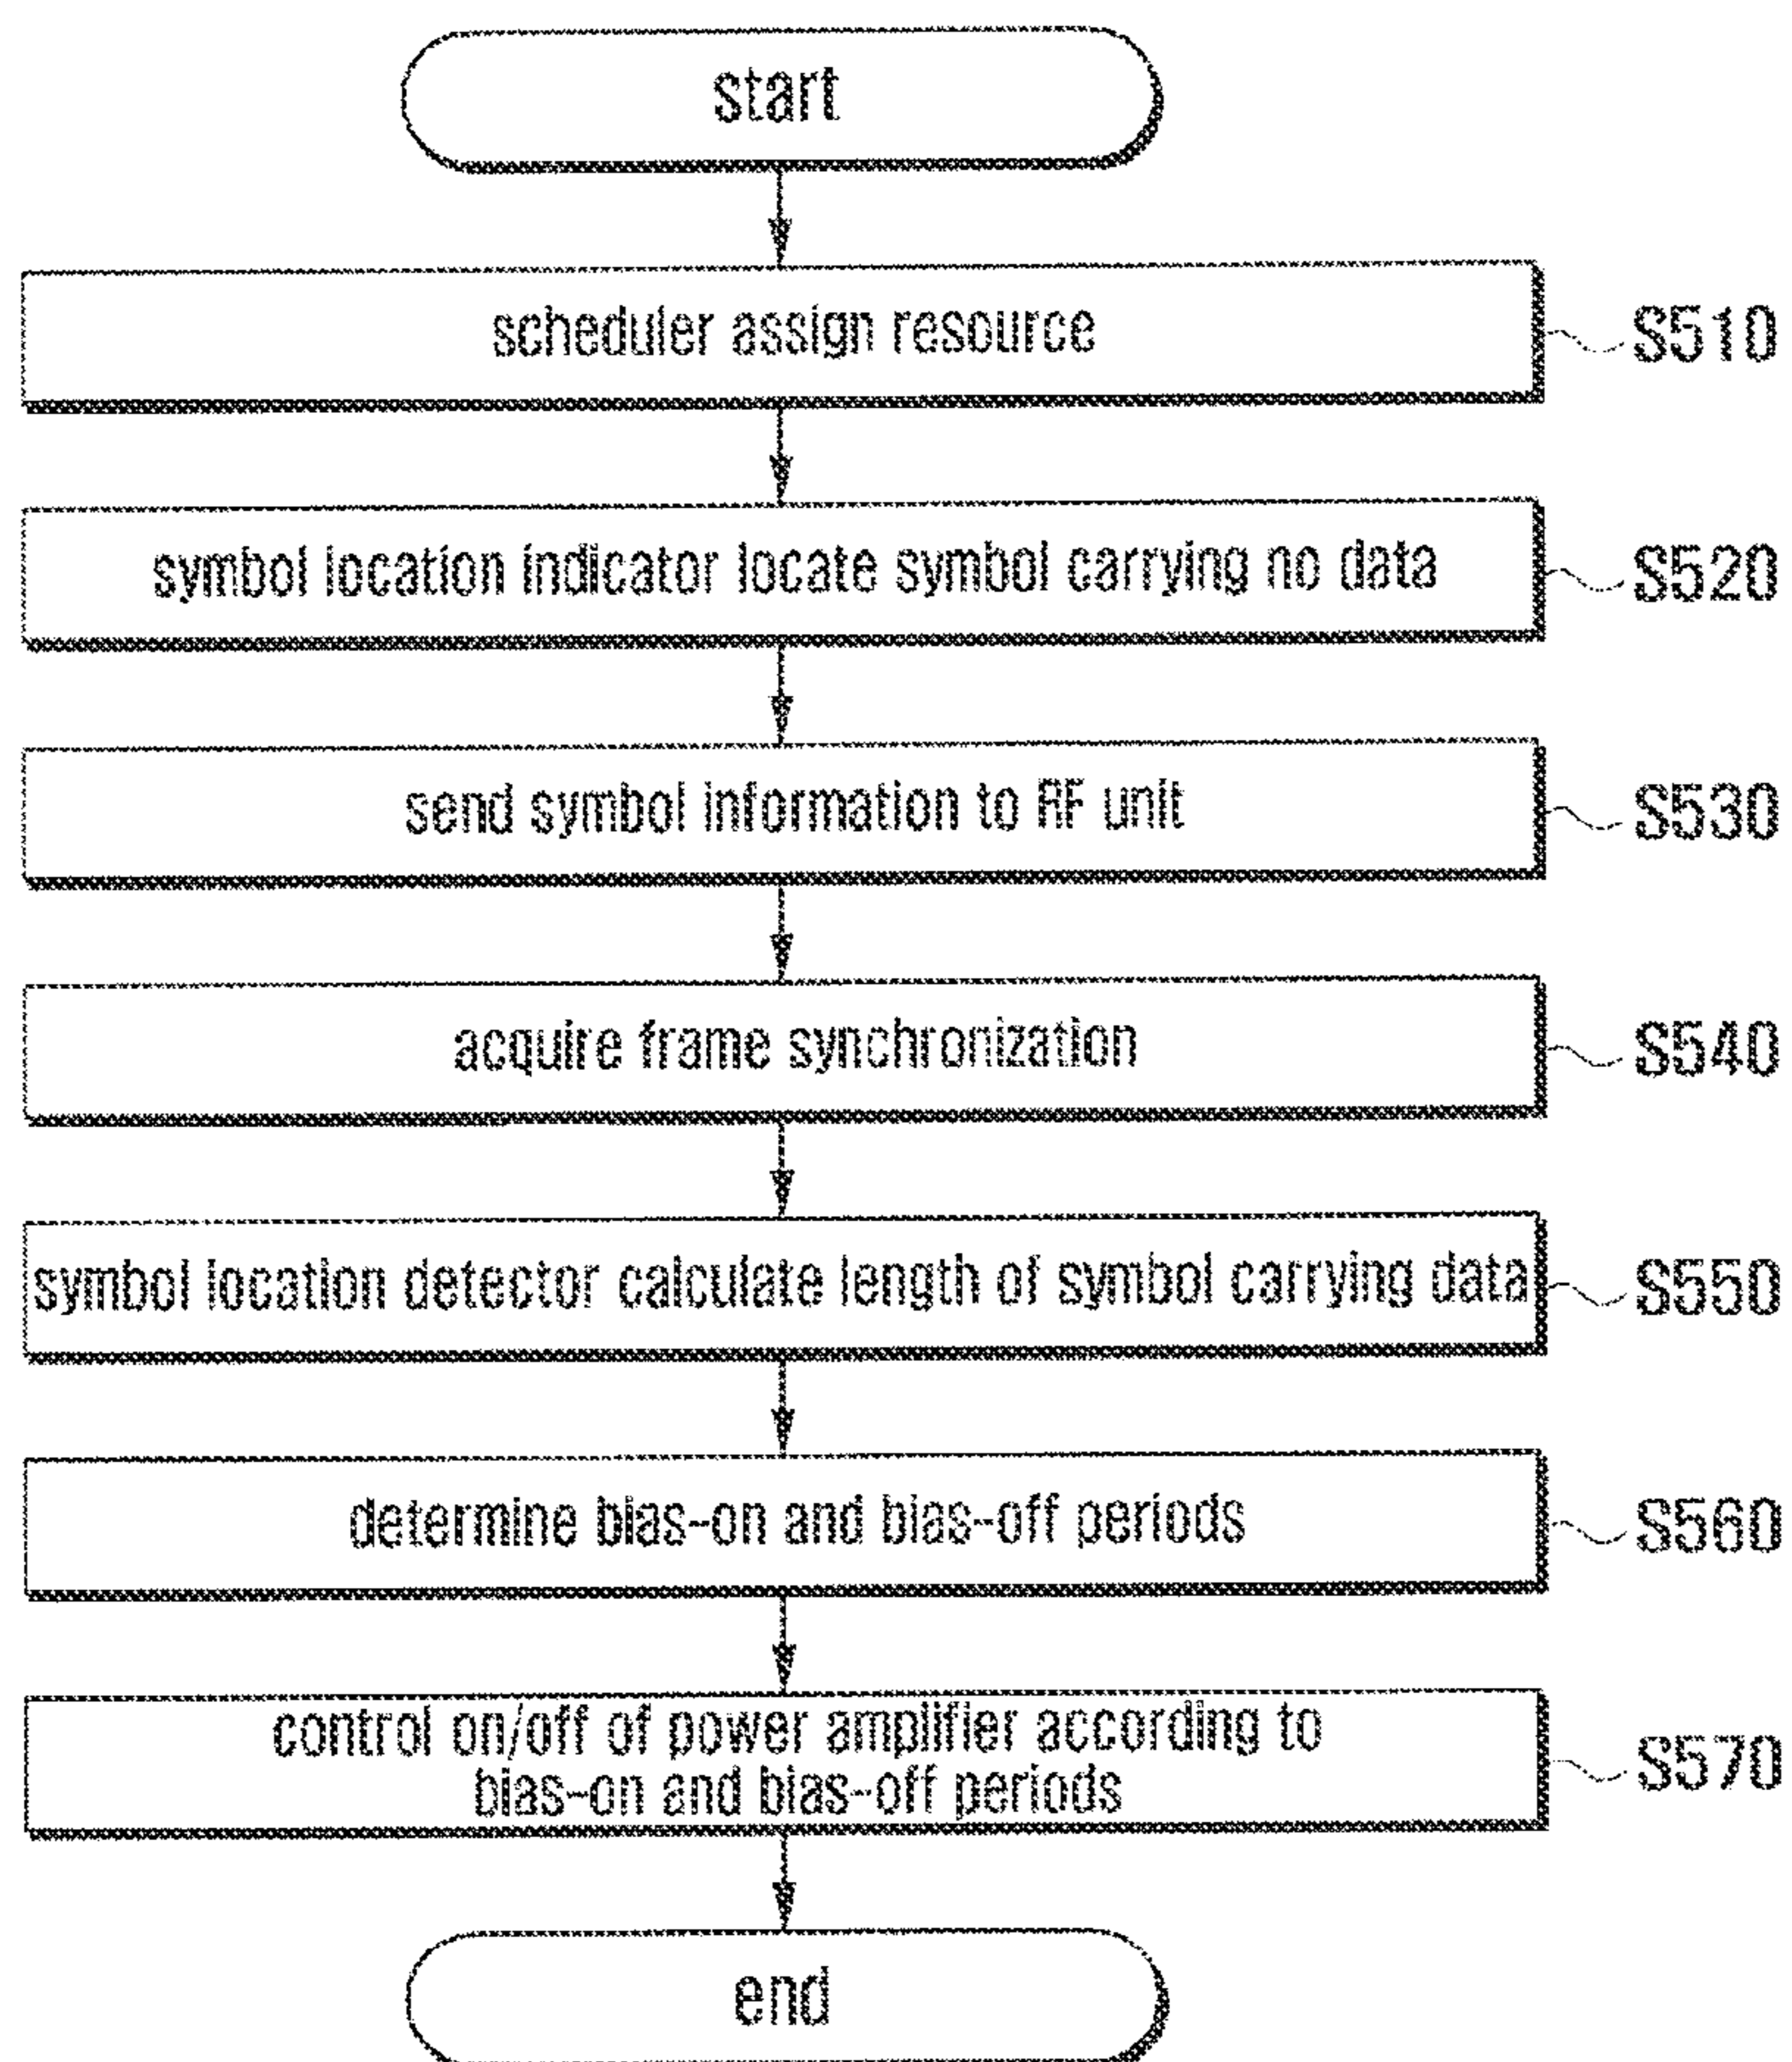 start
scheduler assign resource
S510
symbol location indicator locate symbol carrying no data
S520
send symbol information to RF unit
S530
acquire frame synchronization
S540
symbol location detector calculate length of symbol carrying data
S550
determine bias-on and bias-off periods
S560
control on/off of power amplifier according to
bias-on and bias-off periods
S570
end